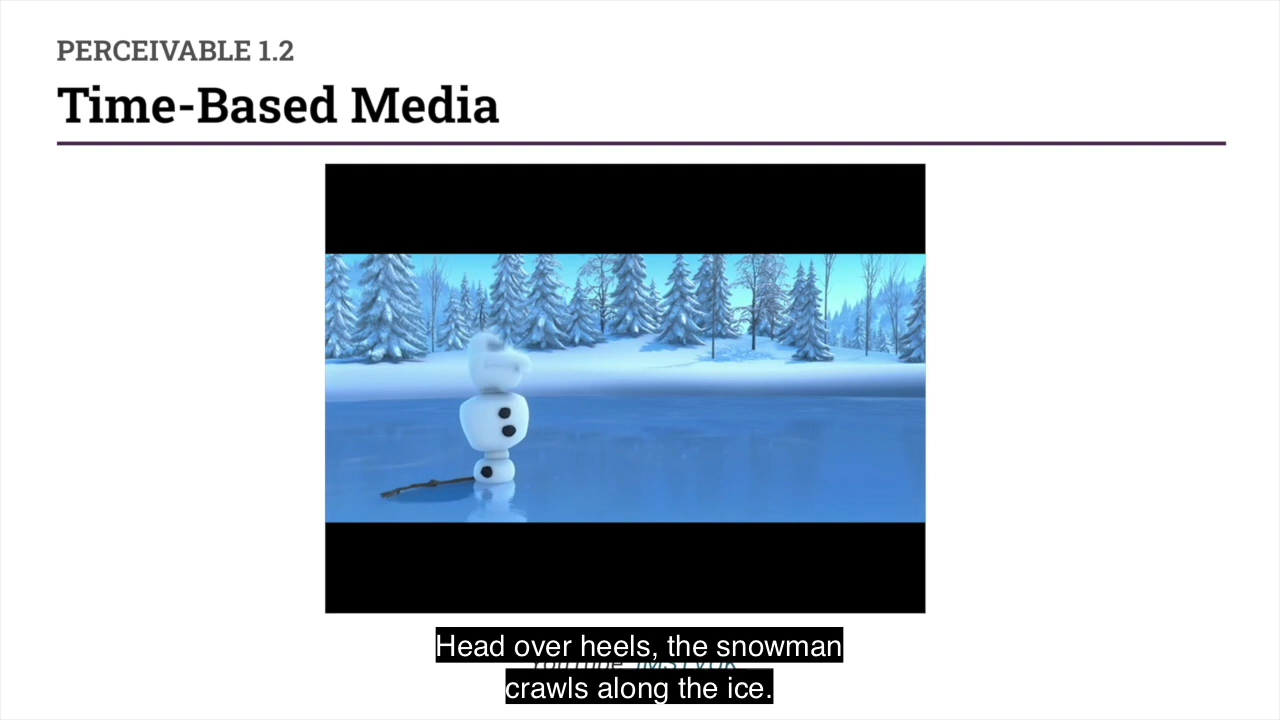 PERCEIVABLE 1.2
Time-Based Media
Head over heels, the snowman
crawls along the ice.